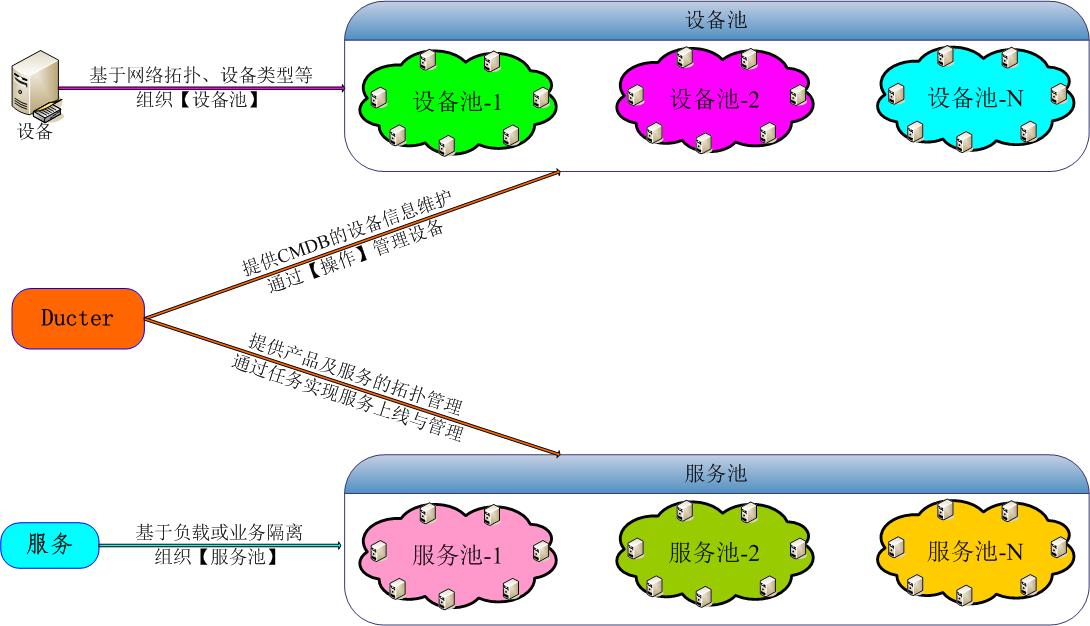 设备池
基于网络拓扑、设备类型等
组织【设备池】
设备
设备池-1
设备池-2
设备池-N
提供CMDB的设备信息维护
通过【操作】管理设备
Ducter
提供产品及服务的拓扑管理
通过任务实现服务上线与管理
服务池
服务
基于负载或业务隔离
组织【服务池】
服务池-1
服务池-2
服务池-N